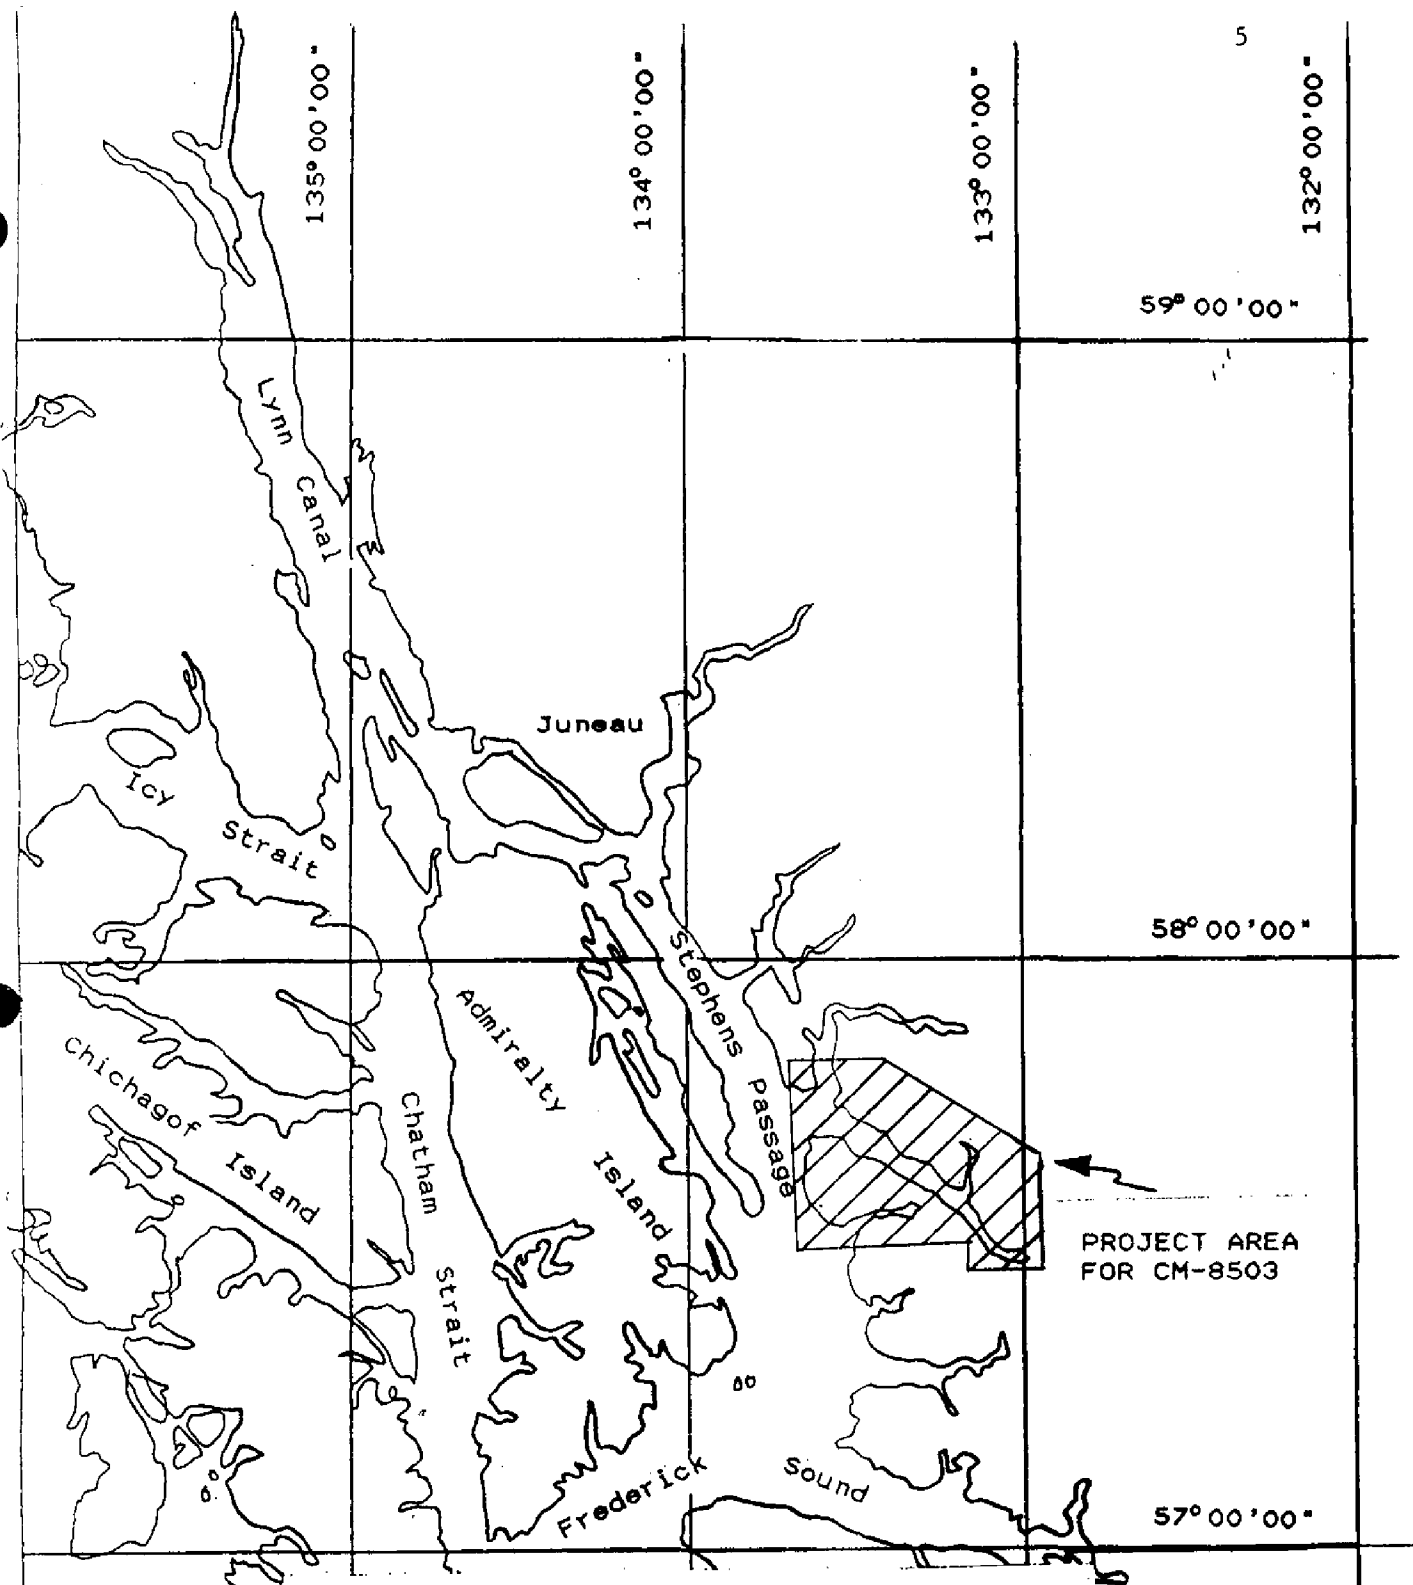 5
135° 00'00"
134° 00'00"
133° 00'00"
132° 00'00"
59° 00'00"
Lynn Canal
Juneau
Icy Strait
58° 00'00"
Stephens Passage
Admiralty Island
Chichagof Island
Chatham Strait
PROJECT AREA
FOR CM-8503
Frederick Sound
57° 00'00"